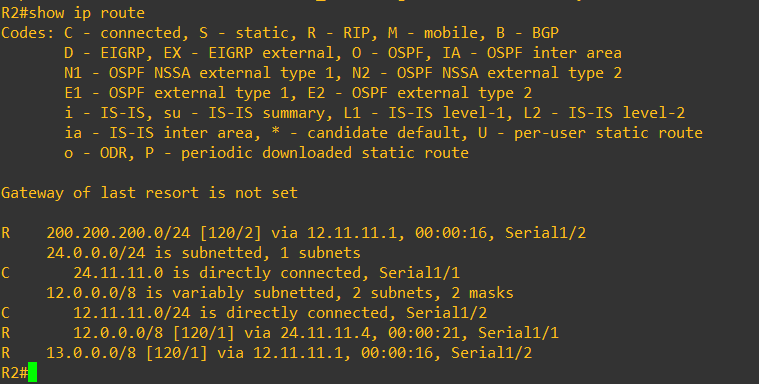 R2#show ip route
Codes: C - connected, S - static, R - RIP, M - mobile, B - BGP
       D - EIGRP, EX - EIGRP external, O - OSPF, IA - OSPF inter area
       N1 - OSPF NSSA external type 1, N2 - OSPF NSSA external type 2
       E1 - OSPF external type 1, E2 - OSPF external type 2
       i - IS-IS, su - IS-IS summary, L1 - IS-IS level-1, L2 - IS-IS level-2
       ia - IS-IS inter area, * - candidate default, U - per-user static route
       o - ODR, P - periodic downloaded static route

Gateway of last resort is not set

R    200.200.200.0/24 [120/2] via 12.11.11.1, 00:00:16, Serial1/2
     24.0.0.0/24 is subnetted, 1 subnets
C       24.11.11.0 is directly connected, Serial1/1
     12.0.0.0/8 is variably subnetted, 2 subnets, 2 masks
C       12.11.11.0/24 is directly connected, Serial1/2
R       12.0.0.0/8 [120/1] via 24.11.11.4, 00:00:21, Serial1/1
R    13.0.0.0/8 [120/1] via 12.11.11.1, 00:00:16, Serial1/2
R2#